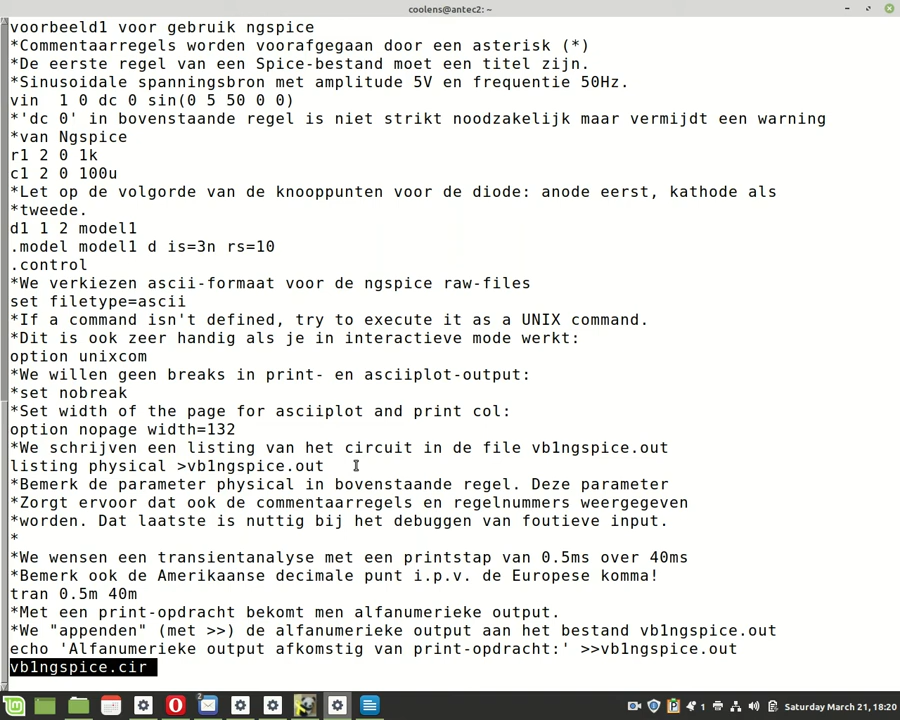 coolens@antec2: ~
voorbeeld1 voor gebruik ngspice
*Commentaarregels worden voorafgegaan door een asterisk (*)
*De eerste regel van een Spice-bestand moet een titel zijn.
*Sinusoidale spanningsbron met amplitude 5V en frequentie 50Hz.
vin  1 0 dc 0 sin(0 5 50 0 0)
*'dc 0' in bovenstaande regel is niet strikt noodzakelijk maar vermijdt een warning
*van Ngspice
r1 2 0 1k
c1 2 0 100u
*Let op de volgorde van de knooppunten voor de diode: anode eerst, kathode als
*tweede.
d1 1 2 model1
.model model1 d is=3n rs=10
.control
*We verkiezen ascii-formaat voor de ngspice raw-files
set filetype=ascii
*If a command isn't defined, try to execute it as a UNIX command.
*Dit is ook zeer handig als je in interactieve mode werkt:
option unixcom
*We willen geen breaks in print- en asciiplot-output:
*set nobreak
*Set width of the page for asciiplot and print col:
option nopage width=132
*We schrijven een listing van het circuit in de file vb1ngspice.out
listing physical >vb1ngspice.out
*Bemerk de parameter physical in bovenstaande regel. Deze parameter
*Zorgt ervoor dat ook de commentaarregels en regelnummers weergegeven
*worden. Dat laatste is nuttig bij het debuggen van foutieve input.
*
*We wensen een transientanalyse met een printstap van 0.5ms over 40ms
*Bemerk ook de Amerikaanse decimale punt i.p.v. de Europese komma!
tran 0.5m 40m
*Met een print-opdracht bekomt men alfanumerieke output.
*We "appenden" (met >>) de alfanumerieke output aan het bestand vb1ngspice.out
echo 'Alfanumerieke output afkomstig van print-opdracht:' >>vb1ngspice.out
vb1ngspice.cir
2
1
Saturday March 21, 18:20